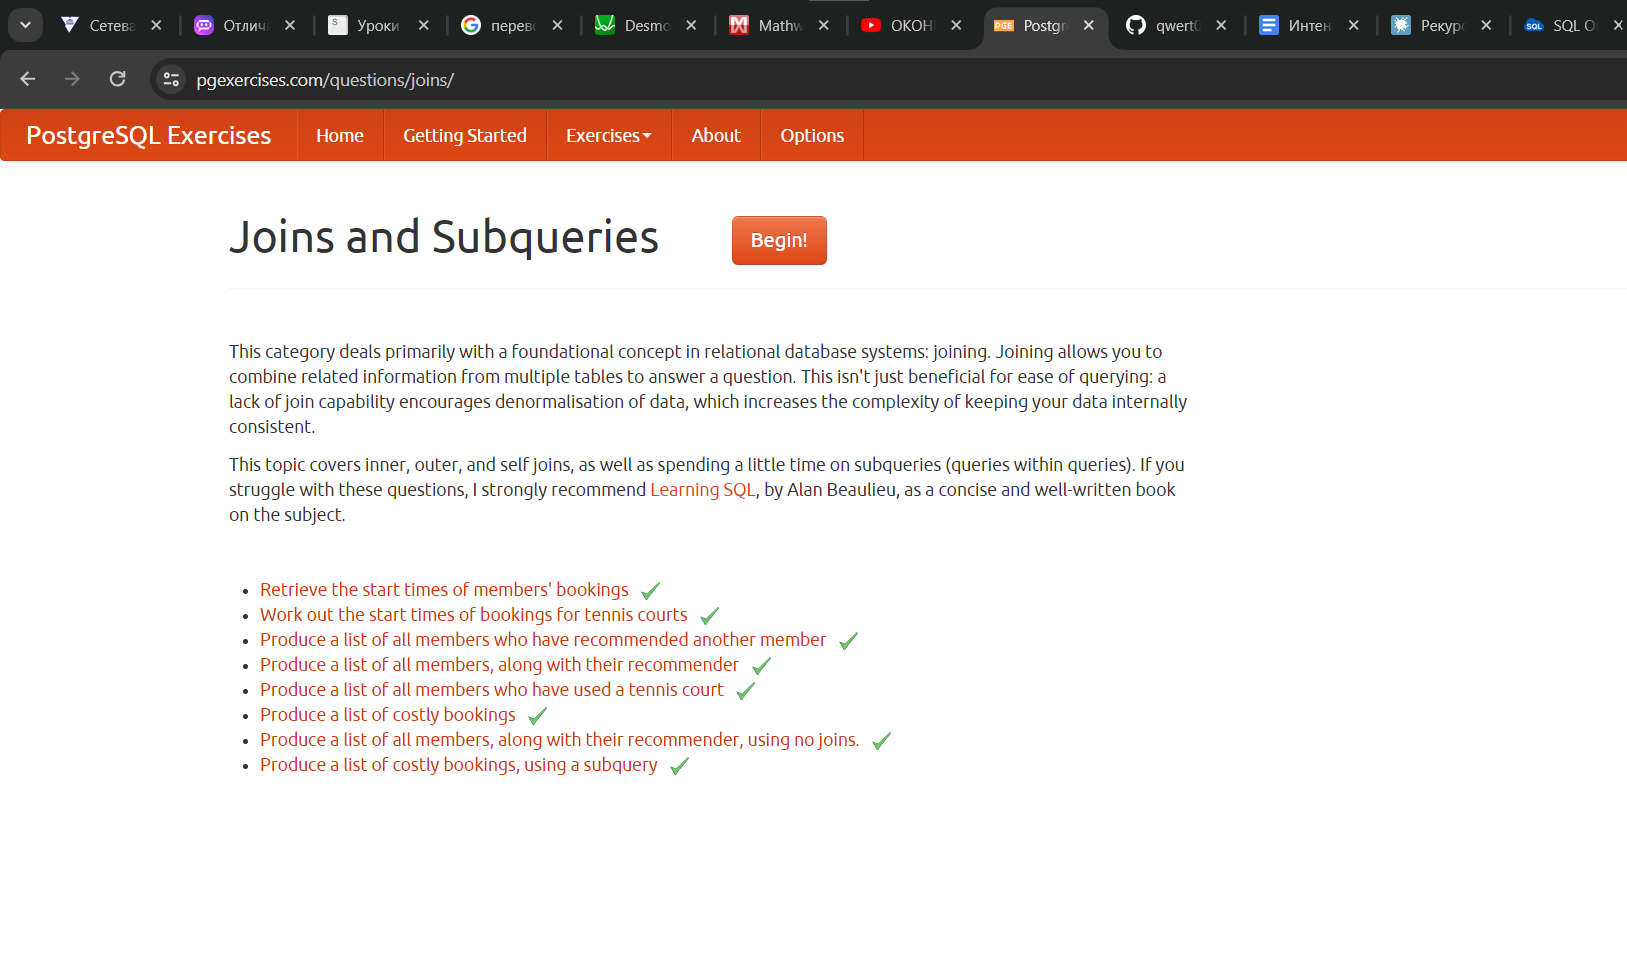 Сетева
Отлич
Уроки
перев
Desmo
Mathw
ОКОН
Postgr
qwert0
Интен
Рекур
SQL O
pgexercises.com/questions/joins/
PostgreSQL Exercises Home Getting Started Exercises About Options
Joins and Subqueries Begin!
This category deals primarily with a foundational concept in relational database systems: joining. Joining allows you to
combine related information from multiple tables to answer a question. This isn't just beneficial for ease of querying: a
lack of join capability encourages denormalisation of data, which increases the complexity of keeping your data internally
consistent.
This topic covers inner, outer, and self joins, as well as spending a little time on subqueries (queries within queries). If you
struggle with these questions, I strongly recommend Learning SQL, by Alan Beaulieu, as a concise and well-written book
on the subject.
Retrieve the start times of members' bookings
Work out the start times of bookings for tennis courts
Produce a list of all members who have recommended another member
Produce a list of all members, along with their recommender
Produce a list of all members who have used a tennis court
Produce a list of costly bookings
Produce a list of all members, along with their recommender, using no joins.
Produce a list of costly bookings, using a subquery